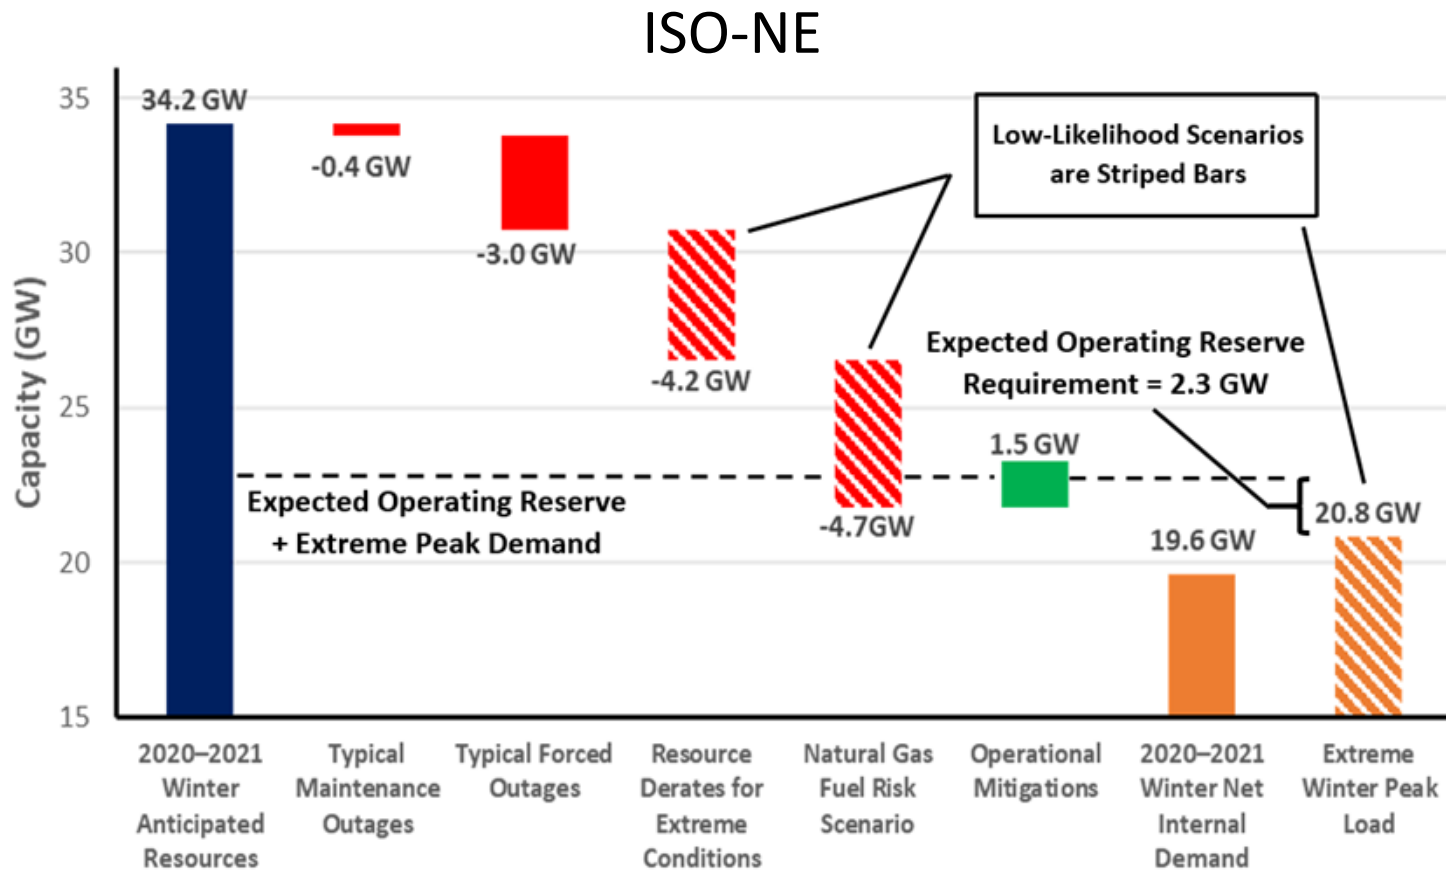 ISO-NE
35
30
25
20
15
Capacity (GW)
34.2 GW
-0.4 GW
-3.0 GW
-4.2 GW
-4.7GW
1.5 GW
19.6 GW
20.8 GW
Low-Likelihood Scenarios
are Striped Bars
Expected Operating Reserve
Requirement = 2.3 GW
Expected Operating Reserve
+ Extreme Peak Demand
2020–2021
Winter
Anticipated
Resources
Typical
Maintenance
Outages
Typical Forced
Outages
Resource
Derates for
Extreme
Conditions
Natural Gas
Fuel Risk
Scenario
Operational
Mitigations
2020–2021
Winter Net
Internal
Demand
Extreme
Winter Peak
Load